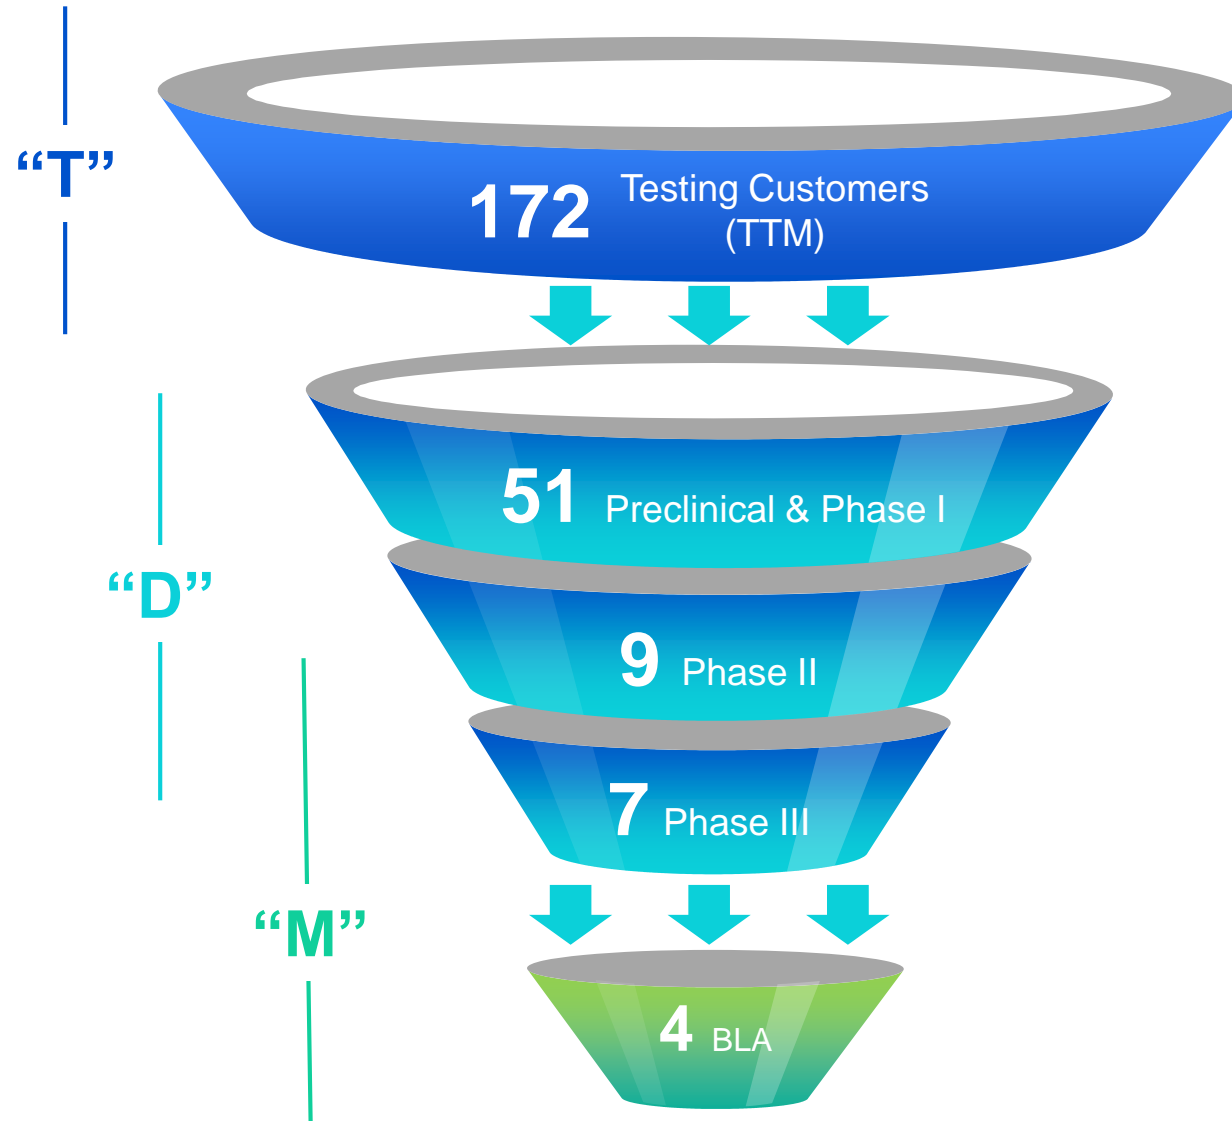 “T”
172 Testing Customers
(TTM)
51 Preclinical & Phase I
“D”
9 Phase II
7 Phase III
“M”
4 BLA